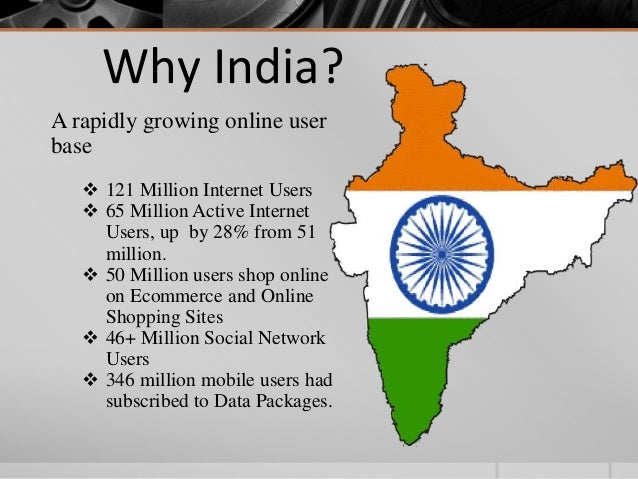 Why India?
A rapidly growing online user
base
❖ 121 Million Internet Users
❖ 65 Million Active Internet
Users, up by 28% from 51
million.
❖ 50 Million users shop online
on Ecommerce and Online
Shopping Sites
❖ 46+ Million Social Network
Users
❖ 346 million mobile users had
subscribed to Data Packages.